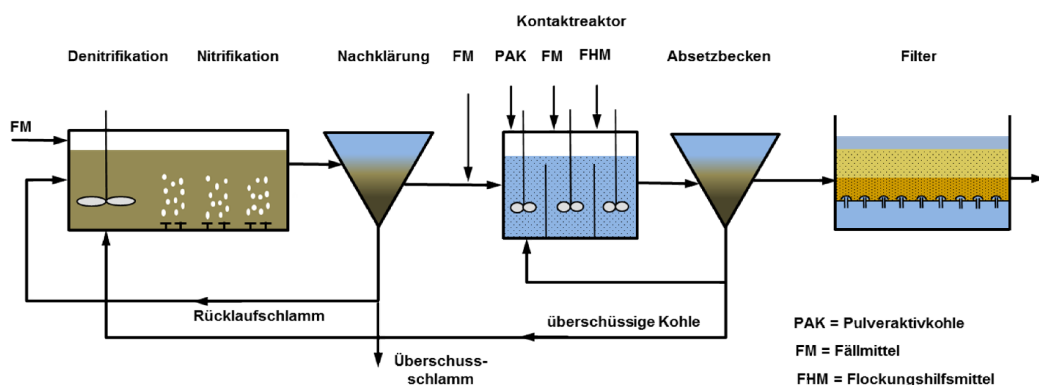 Kontaktreaktor
Denitrifikation Nitrifikation Nachklärung FM PAK FM FHM Absetzbecken Filter
FM
Rücklaufschlamm
überschüssige Kohle
Überschuss-
schlamm
PAK = Pulveraktivkohle
FM = Fällmittel
FHM = Flockungshilfsmittel